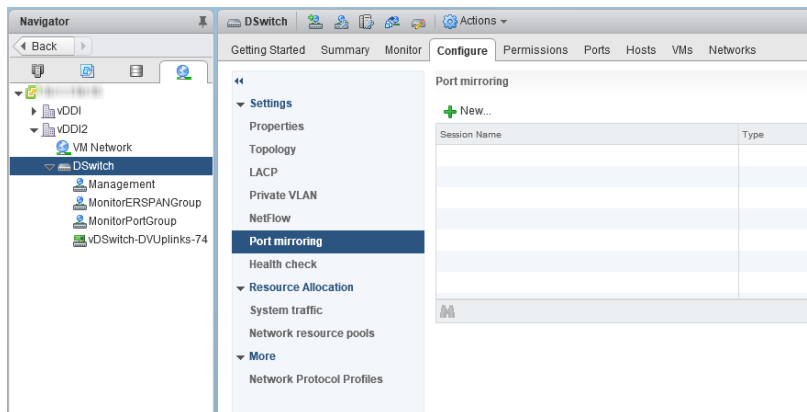 Navigator
Back
vDDI
vDDI2
VM Network
DSwitch
Management
MonitorERSPANGroup
MonitorPortGroup
vDSwitch-DVUplinks-74
DSwitch
Actions
Getting Started Summary Monitor Configure Permissions Ports Hosts VMs Networks
Settings
Properties
Topology
LACP
Private VLAN
NetFlow
Port mirroring
Health check
Resource Allocation
System traffic
Network resource pools
More
Network Protocol Profiles
Port mirroring
New...
Session Name Type